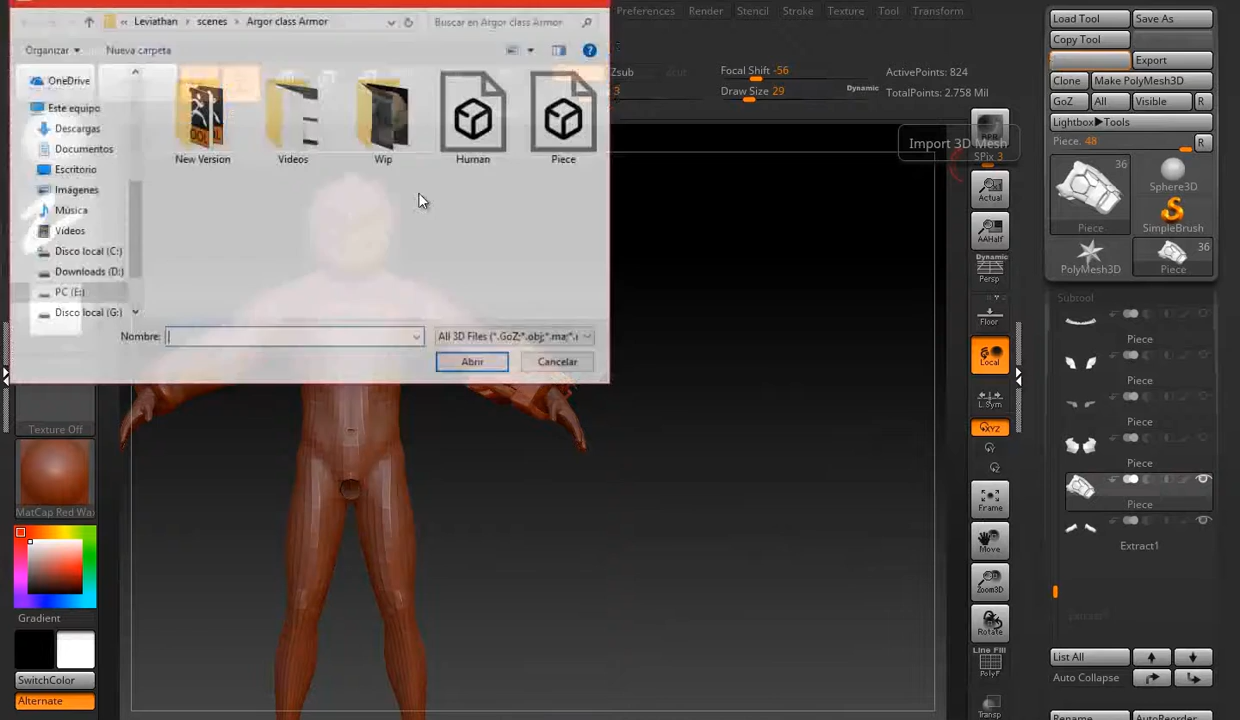 Leviathan > scenes > Argor class Armor
Buscar en Argor class Armor
Preferences Render Stencil Stroke Texture Tool Transform
Organizar
Nueva carpeta
OneDrive
Este equipo
Descargas
Documentos
Escritorio
Imágenes
Música
Vídeos
Disco local (C:)
Downloads (D:)
PC (E:)
Disco local (G:)
New Version
Videos
Wip
Human
Piece
Nombre:
All 3D Files (*.GoZ;*.obj;*.ma;*.
Abrir
Cancelar
Zsub
Focal Shift -56
3
Draw Size 29
Dynamic
ActivePoints: 824
TotalPoints: 2.758 Mil
Import 3D Mesh
BPR
SPix 3
Actual
AAHalf
Dynamic
Persp
Floor
Local
L.Sym
XYZ
Frame
Move
Zoom3D
Rotate
Line Fill
PolyF
Transp
Load Tool
Save As
Copy Tool
Export
Clone
Make PolyMesh3D
GoZ
All
Visible
R
Lightbox▶Tools
Piece. 48
R
36
Piece
Sphere3D
SimpleBrush
PolyMesh3D
36
Piece
Subtool
Piece
Piece
Piece
Piece
Piece
Extract1
List All
Auto Collapse
Rename
AutoReorder
Texture Off
MatCap Red Wax
Gradient
SwitchColor
Alternate